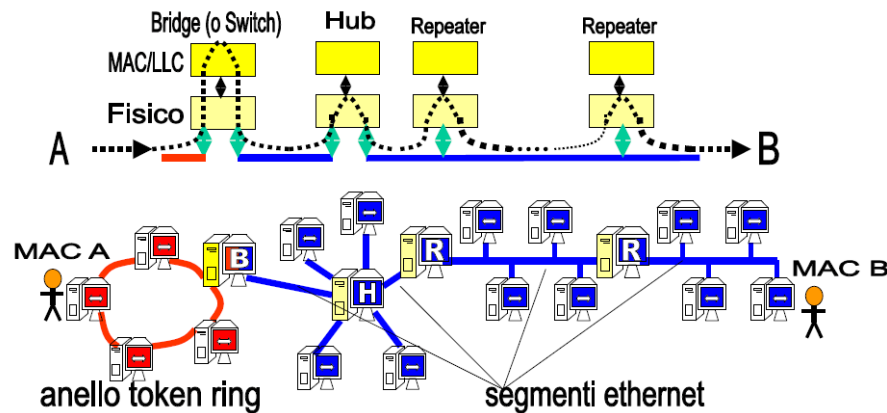 Bridge (o Switch)
Hub
Repeater
Repeater
MAC/LLC
Fisico
A
B
MAC A
B
H
R
R
MAC B
anello token ring
segmenti ethernet